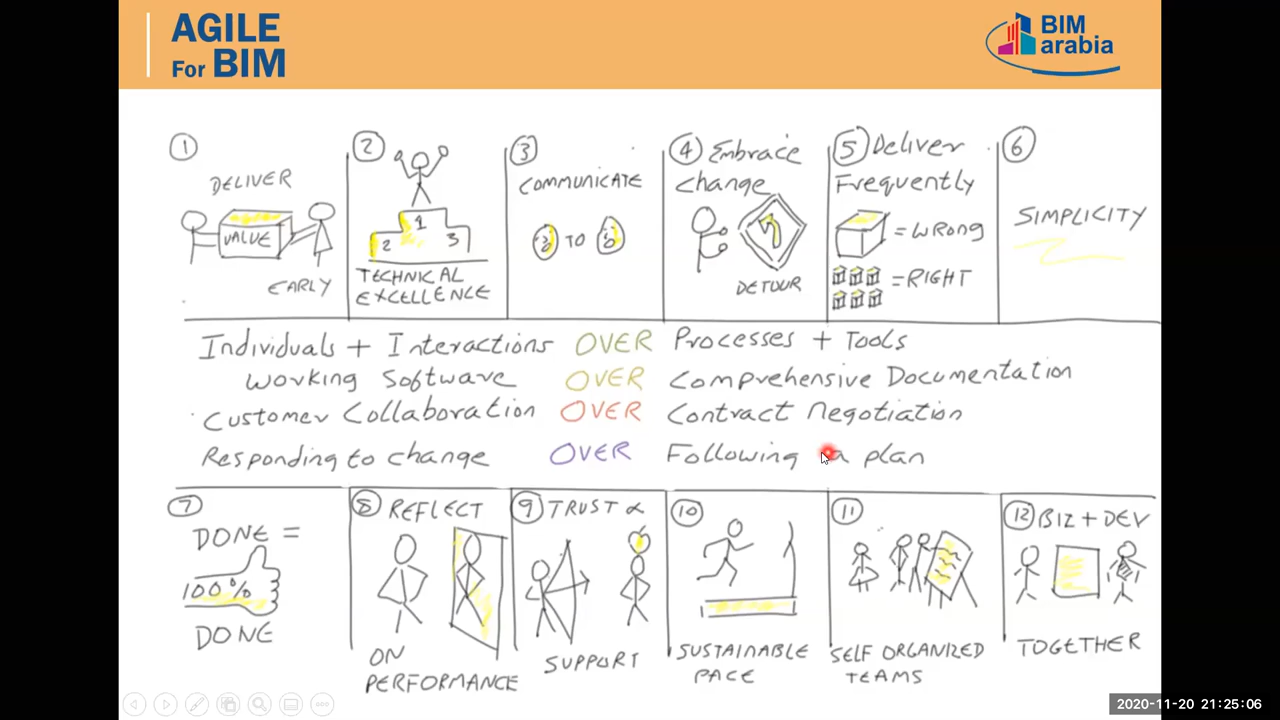 AGILE
For BIM
BIM
arabia
1
DELIVER
VALUE
EARLY
2
1
2
3
TECHNICAL
EXCELLENCE
3
COMMUNICATE
TO
4 Embrace
Change
DETOUR
5 Deliver
Frequently
= WRONG
= RIGHT
6
SIMPLICITY
Individuals + Interactions OVER Processes + Tools
Working Software OVER Comprehensive Documentation
Customer Collaboration OVER Contract Negotiation
Responding to change OVER Following a plan
7
DONE =
100%
DONE
8 REFLECT
ON
PERFORMANCE
9 TRUST &
SUPPORT
10
SUSTAINABLE
PACE
11
SELF ORGANIZED
TEAMS
12 BIZ + DEV
TOGETHER
2020-11-20 21:25:06